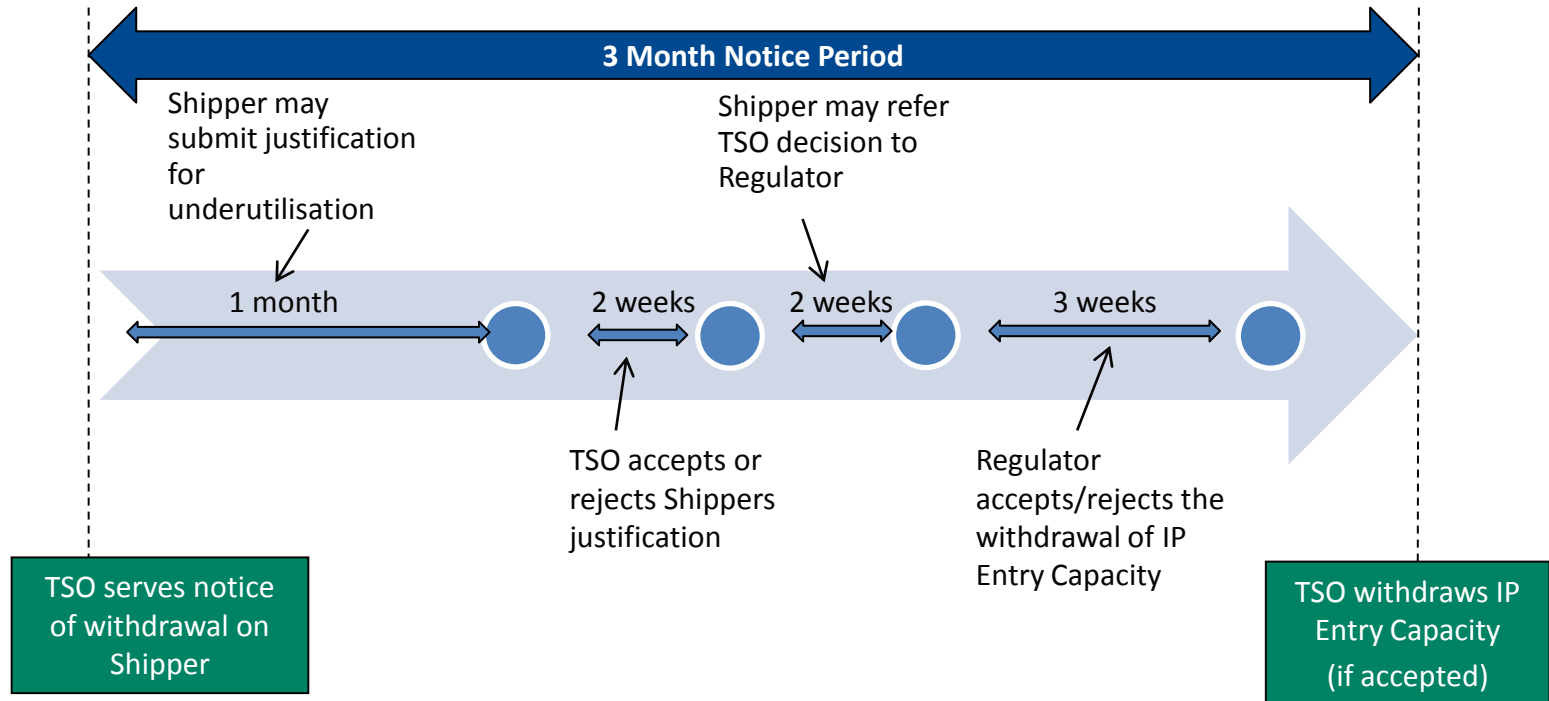 3 Month Notice Period
Shipper may
submit justification
for
underutilisation
Shipper may refer
TSO decision to
Regulator
1 month
2 weeks
2 weeks
3 weeks
TSO accepts or
rejects Shippers
justification
Regulator
accepts/rejects the
withdrawal of IP
Entry Capacity
TSO serves notice
of withdrawal on
Shipper
TSO withdraws IP
Entry Capacity
(if accepted)